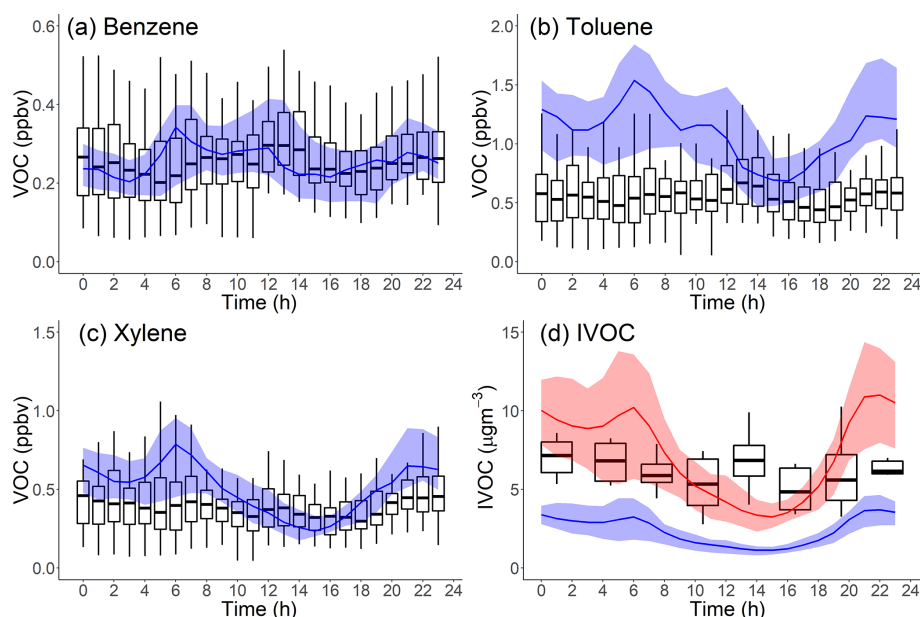 (a) Benzene
VOC (ppbv)
0.6
0.4
0.2
0.0
0 2 4 6 8 10 12 14 16 18 20 22 24
Time (h)
(b) Toluene
VOC (ppbv)
2.0
1.5
1.0
0.5
0.0
0 2 4 6 8 10 12 14 16 18 20 22 24
Time (h)
(c) Xylene
VOC (ppbv)
1.5
1.0
0.5
0.0
0 2 4 6 8 10 12 14 16 18 20 22 24
Time (h)
(d) IVOC
IVOC (μgm⁻³)
15
10
5
0
0 2 4 6 8 10 12 14 16 18 20 22 24
Time (h)